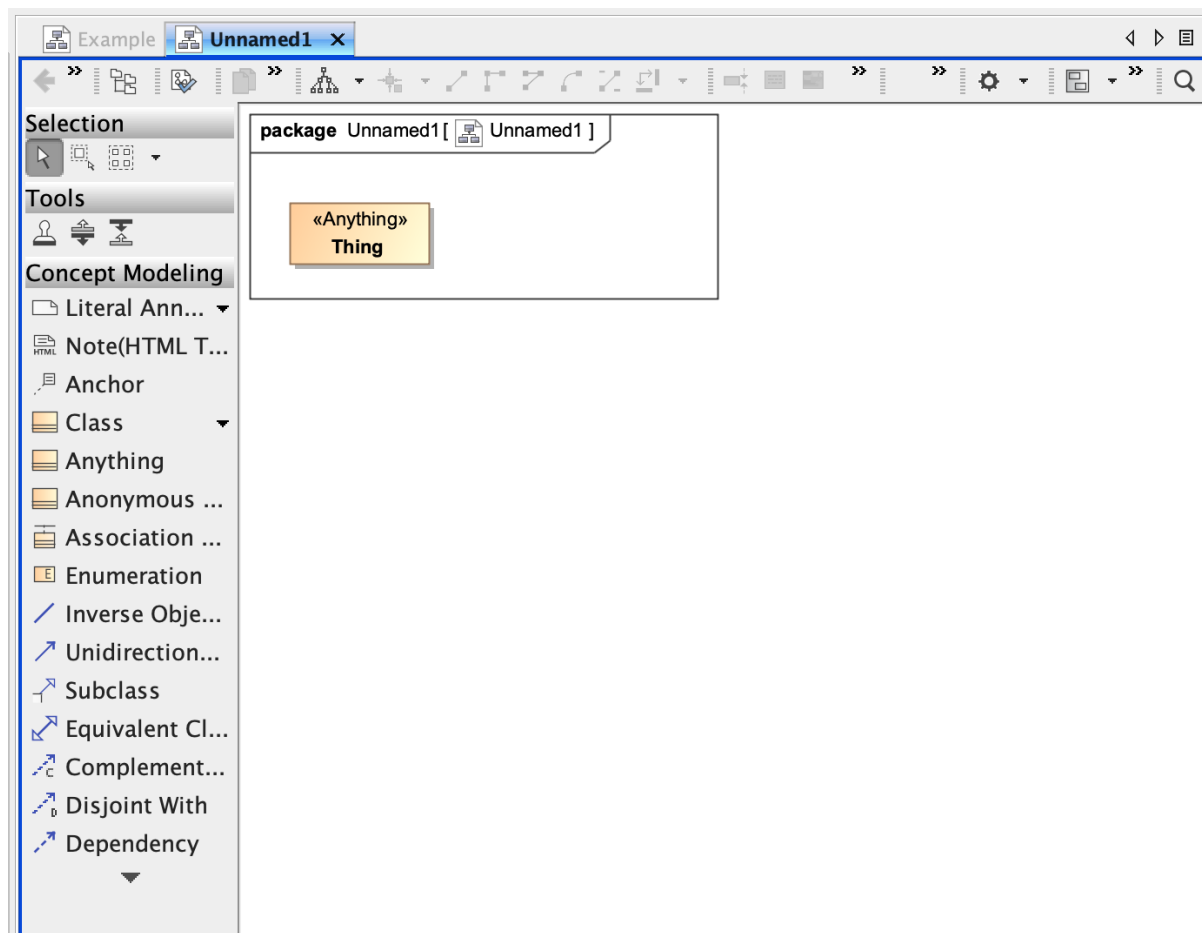 Example
Unnamed1
Selection
Tools
Concept Modeling
Literal Ann...
HTML Note(HTML T...
Anchor
Class
Anything
Anonymous ...
Association ...
E Enumeration
Inverse Obje...
Unidirection...
Subclass
Equivalent Cl...
C Complement...
D Disjoint With
Dependency
package Unnamed1[ Unnamed1 ]
«Anything»
Thing